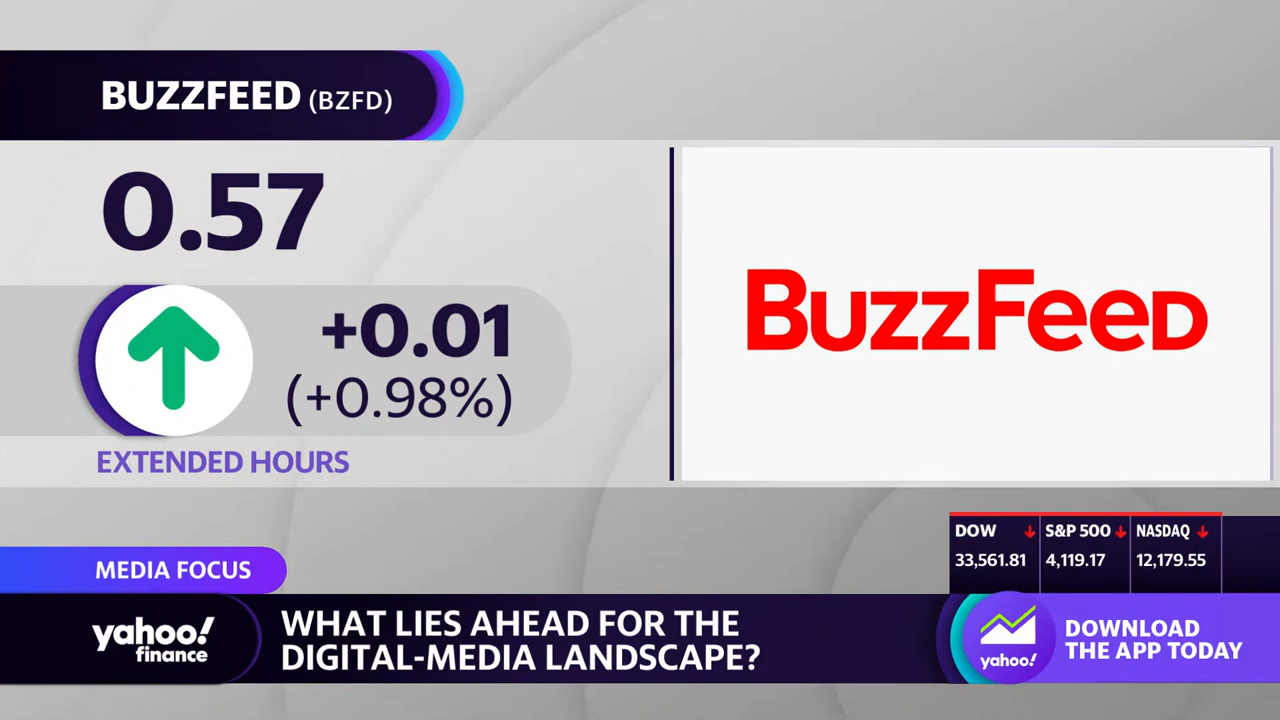 BUZZFEED (BZFD)
0.57
+0.01
(+0.98%)
EXTENDED HOURS
BUZZFEED
MEDIA FOCUS
DOW S&P 500 NASDAQ
33,561.81 4,119.17 12,179.55
yahoo!
finance
WHAT LIES AHEAD FOR THE
DIGITAL-MEDIA LANDSCAPE?
yahoo!
DOWNLOAD
THE APP TODAY